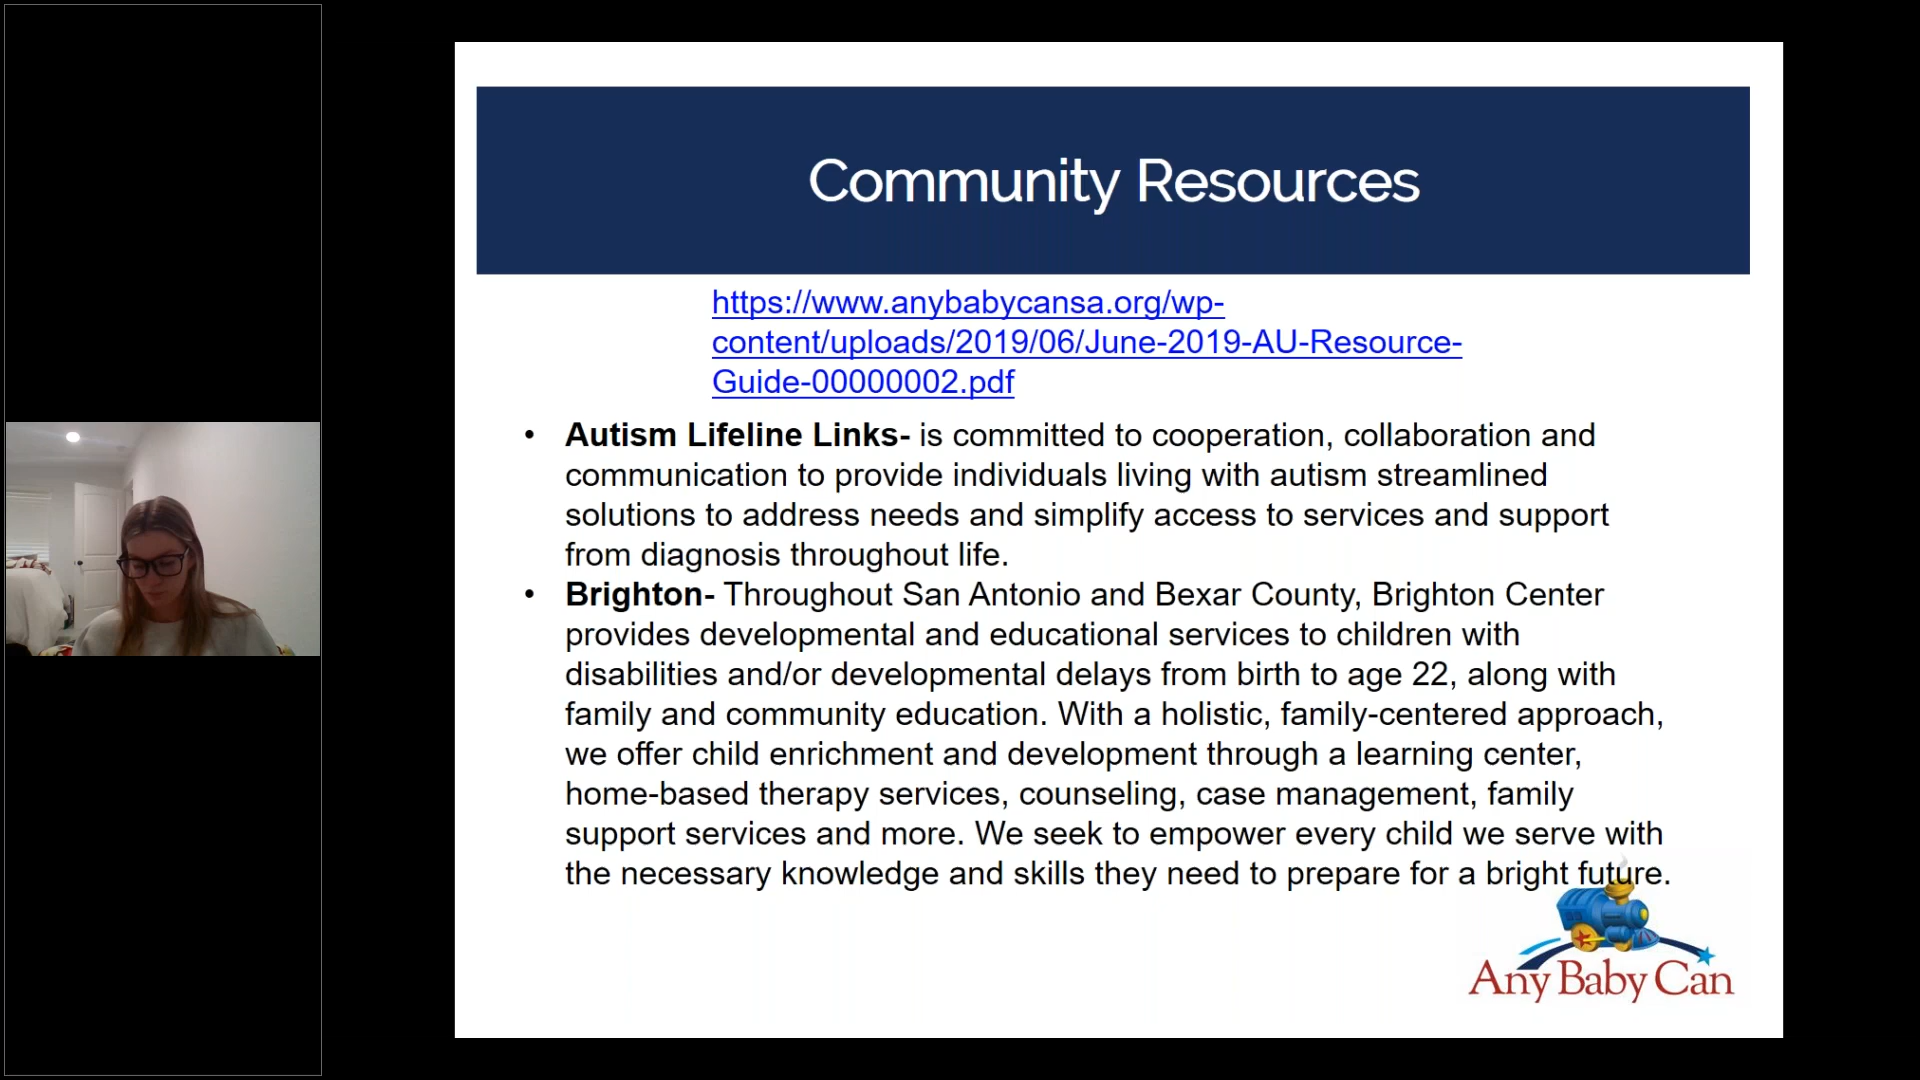 Community Resources
https://www.anybabycansa.org/wp-
content/uploads/2019/06/June-2019-AU-Resource-
Guide-00000002.pdf
• Autism Lifeline Links- is committed to cooperation, collaboration and
communication to provide individuals living with autism streamlined
solutions to address needs and simplify access to services and support
from diagnosis throughout life.
• Brighton- Throughout San Antonio and Bexar County, Brighton Center
provides developmental and educational services to children with
disabilities and/or developmental delays from birth to age 22, along with
family and community education. With a holistic, family-centered approach,
we offer child enrichment and development through a learning center,
home-based therapy services, counseling, case management, family
support services and more. We seek to empower every child we serve with
the necessary knowledge and skills they need to prepare for a bright future.
Any Baby Can